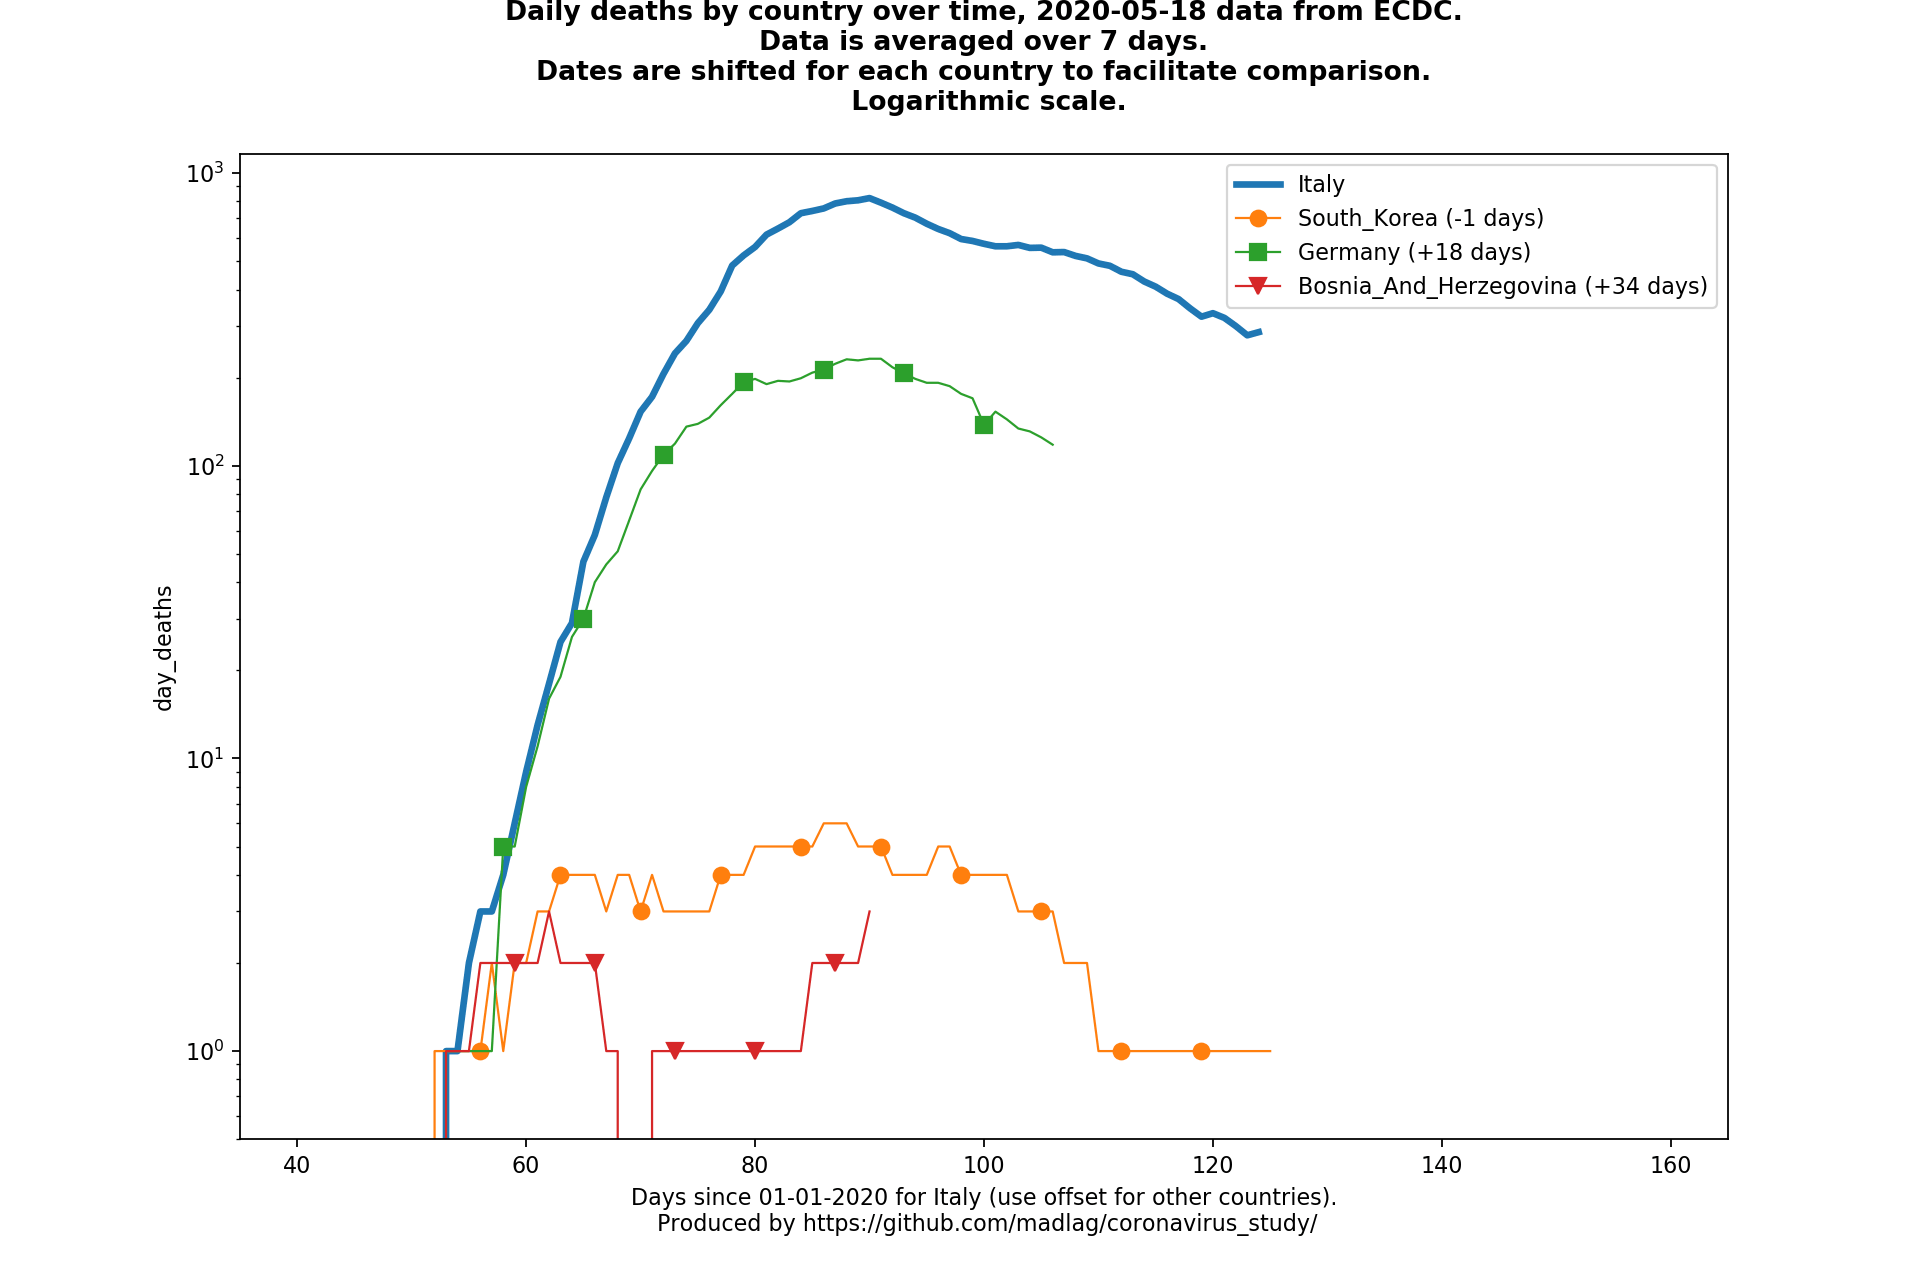 Daily deaths by country over time, 2020-05-18 data from ECDC.
Data is averaged over 7 days.
Dates are shifted for each country to facilitate comparison.
Logarithmic scale.
10³
10²
10¹
10⁰
day_deaths
Italy
South_Korea (-1 days)
Germany (+18 days)
Bosnia_And_Herzegovina (+34 days)
40 60 80 100 120 140 160
Days since 01-01-2020 for Italy (use offset for other countries).
Produced by https://github.com/madlag/coronavirus_study/